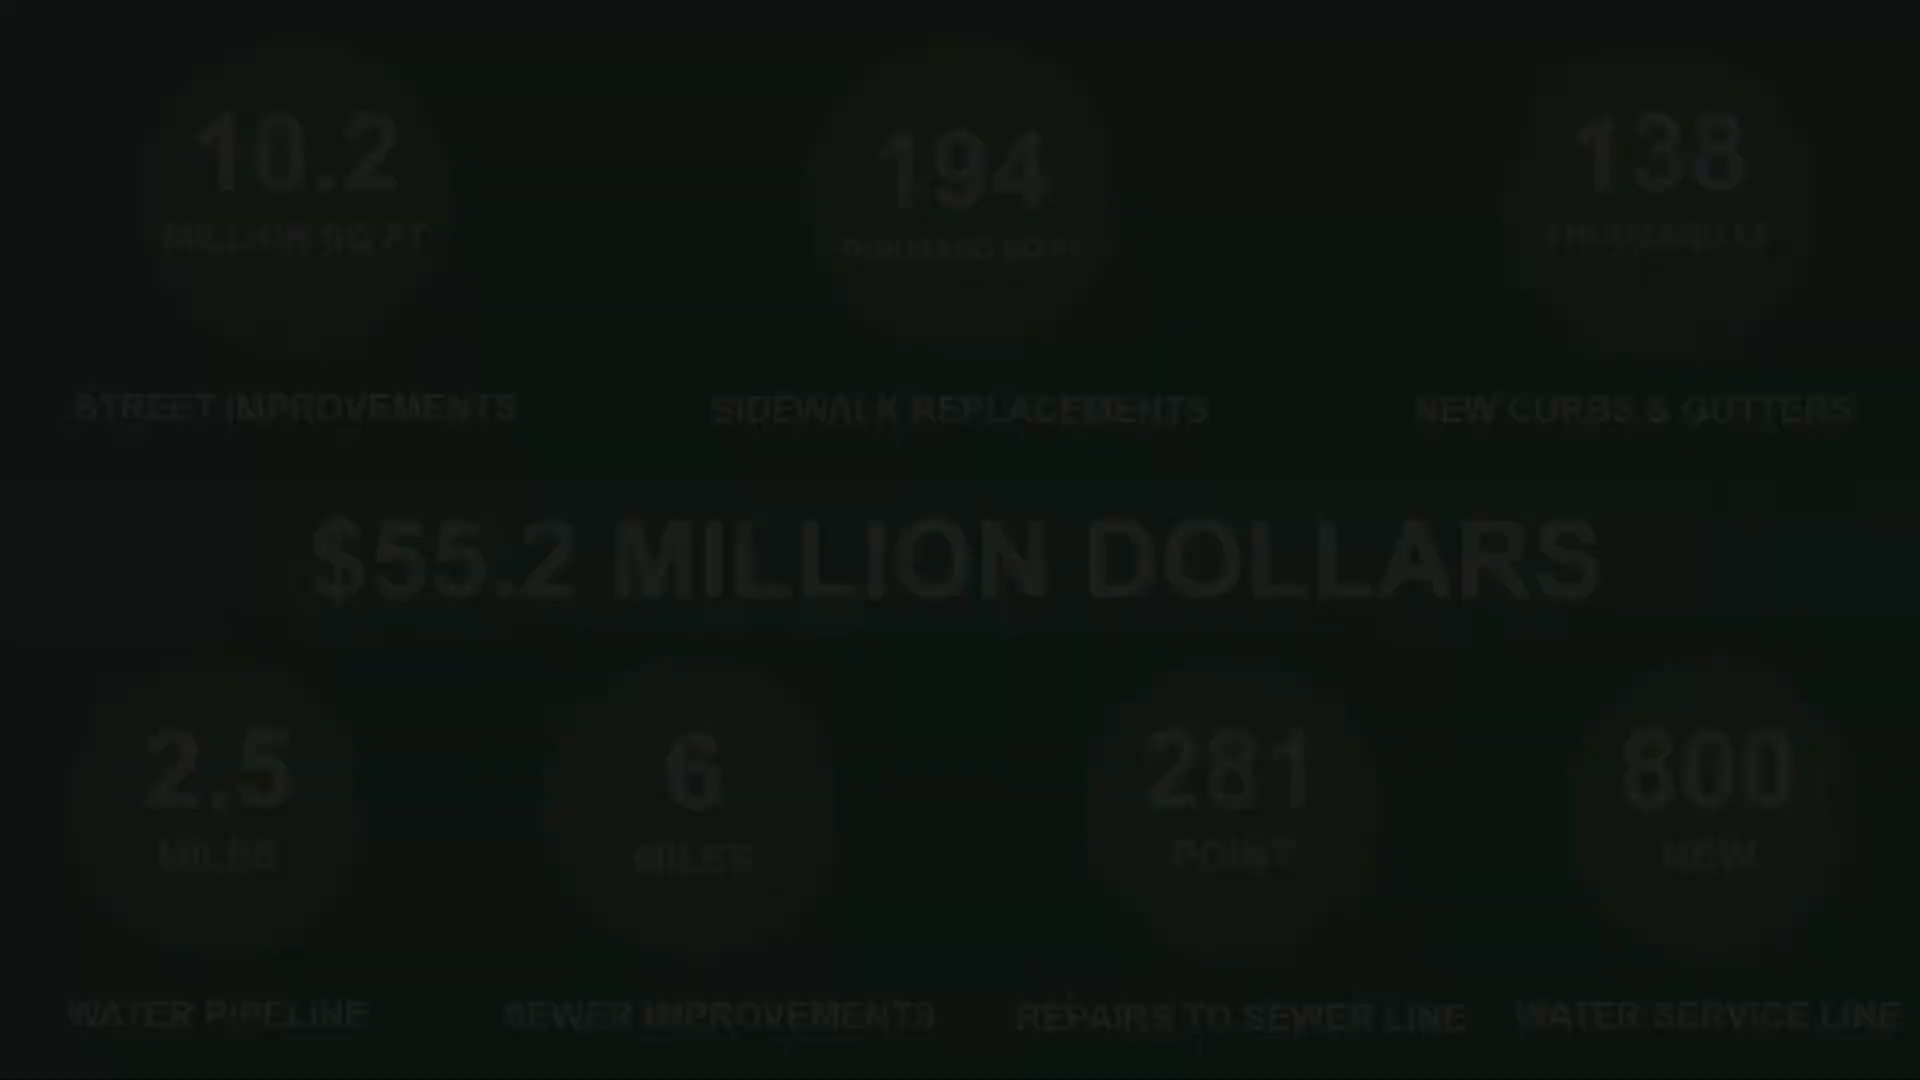 10.2
MILLION SQ FT
STREET IMPROVEMENTS
194
THOUSAND SQ FT
SIDEWALK REPLACEMENTS
138
THOUSAND LF
NEW CURBS & GUTTERS
$55.2 MILLION DOLLARS
2.5
MILES
WATER PIPELINE
6
MILES
SEWER IMPROVEMENTS
281
POINT
REPAIRS TO SEWER LINE
800
NEW
WATER SERVICE LINE